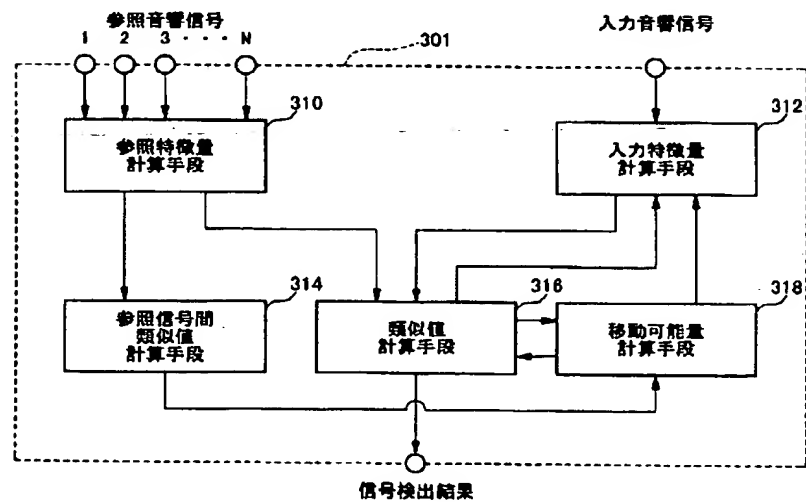 参照音響信号
1 2 3 ・・・ N
入力音響信号
301
310
参照特徴量
計算手段
312
入力特徴量
計算手段
314
参照信号間
類似値
計算手段
316
類似値
計算手段
318
移動可能量
計算手段
信号検出結果